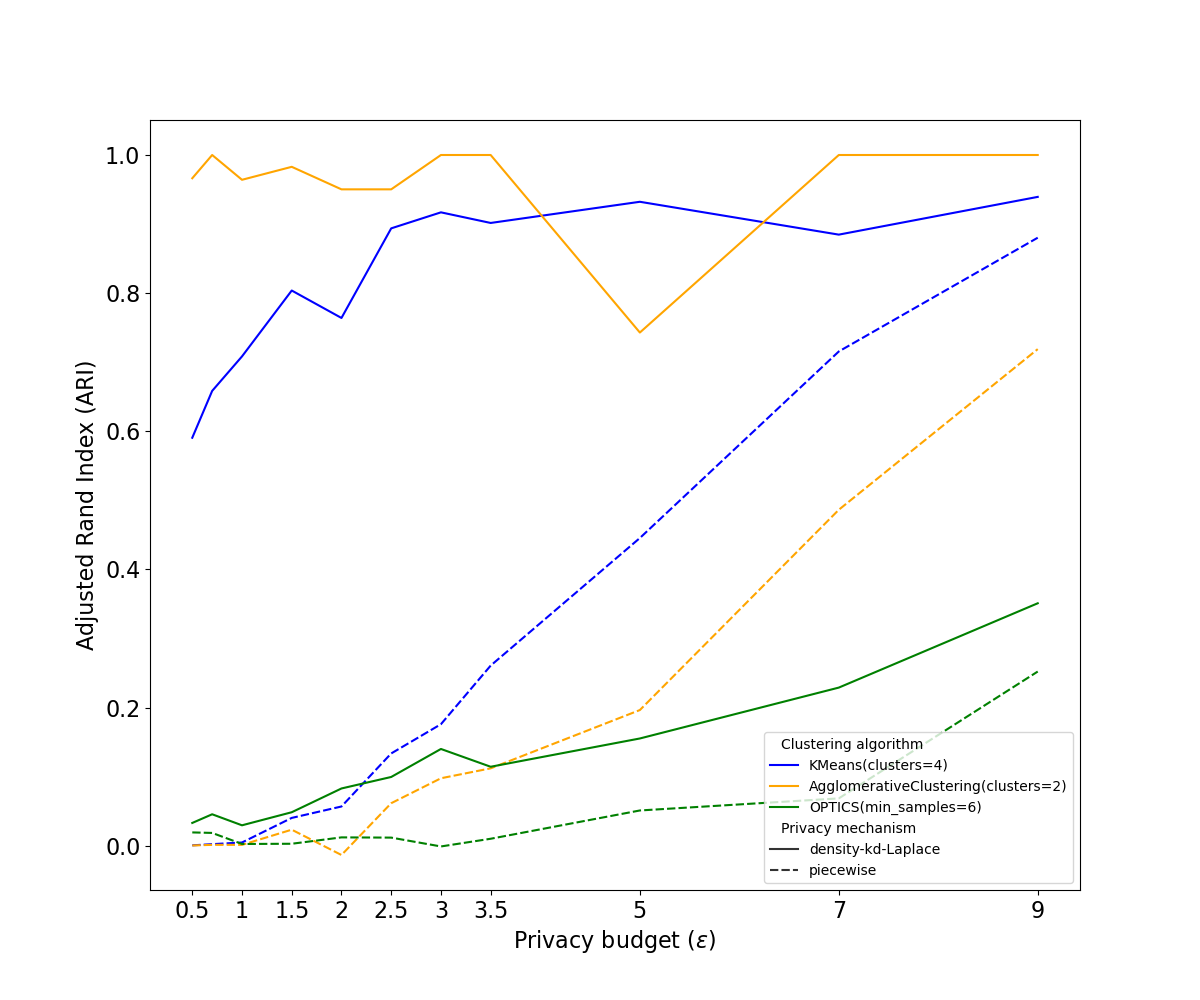 1.0
0.8
0.6
0.4
0.2
0.0
Adjusted Rand Index (ARI)
Clustering algorithm
KMeans(clusters=4)
AgglomerativeClustering(clusters=2)
OPTICS(min_samples=6)
Privacy mechanism
density-kd-Laplace
piecewise
0.5 1 1.5 2 2.5 3 3.5 5 7 9
Privacy budget (ε)